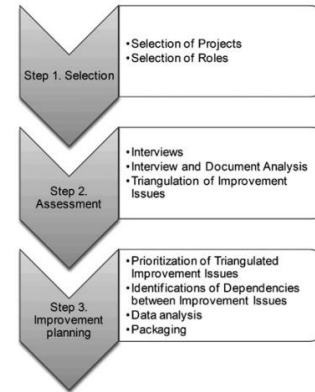 Step 1. Selection
•Selection of Projects
•Selection of Roles
Step 2.
Assessment
•Interviews
•Interview and Document Analysis
•Triangulation of Improvement
Issues
Step 3.
Improvement
planning
•Prioritization of Triangulated
Improvement Issues
•Identifications of Dependencies
between Improvement Issues
•Data analysis
•Packaging